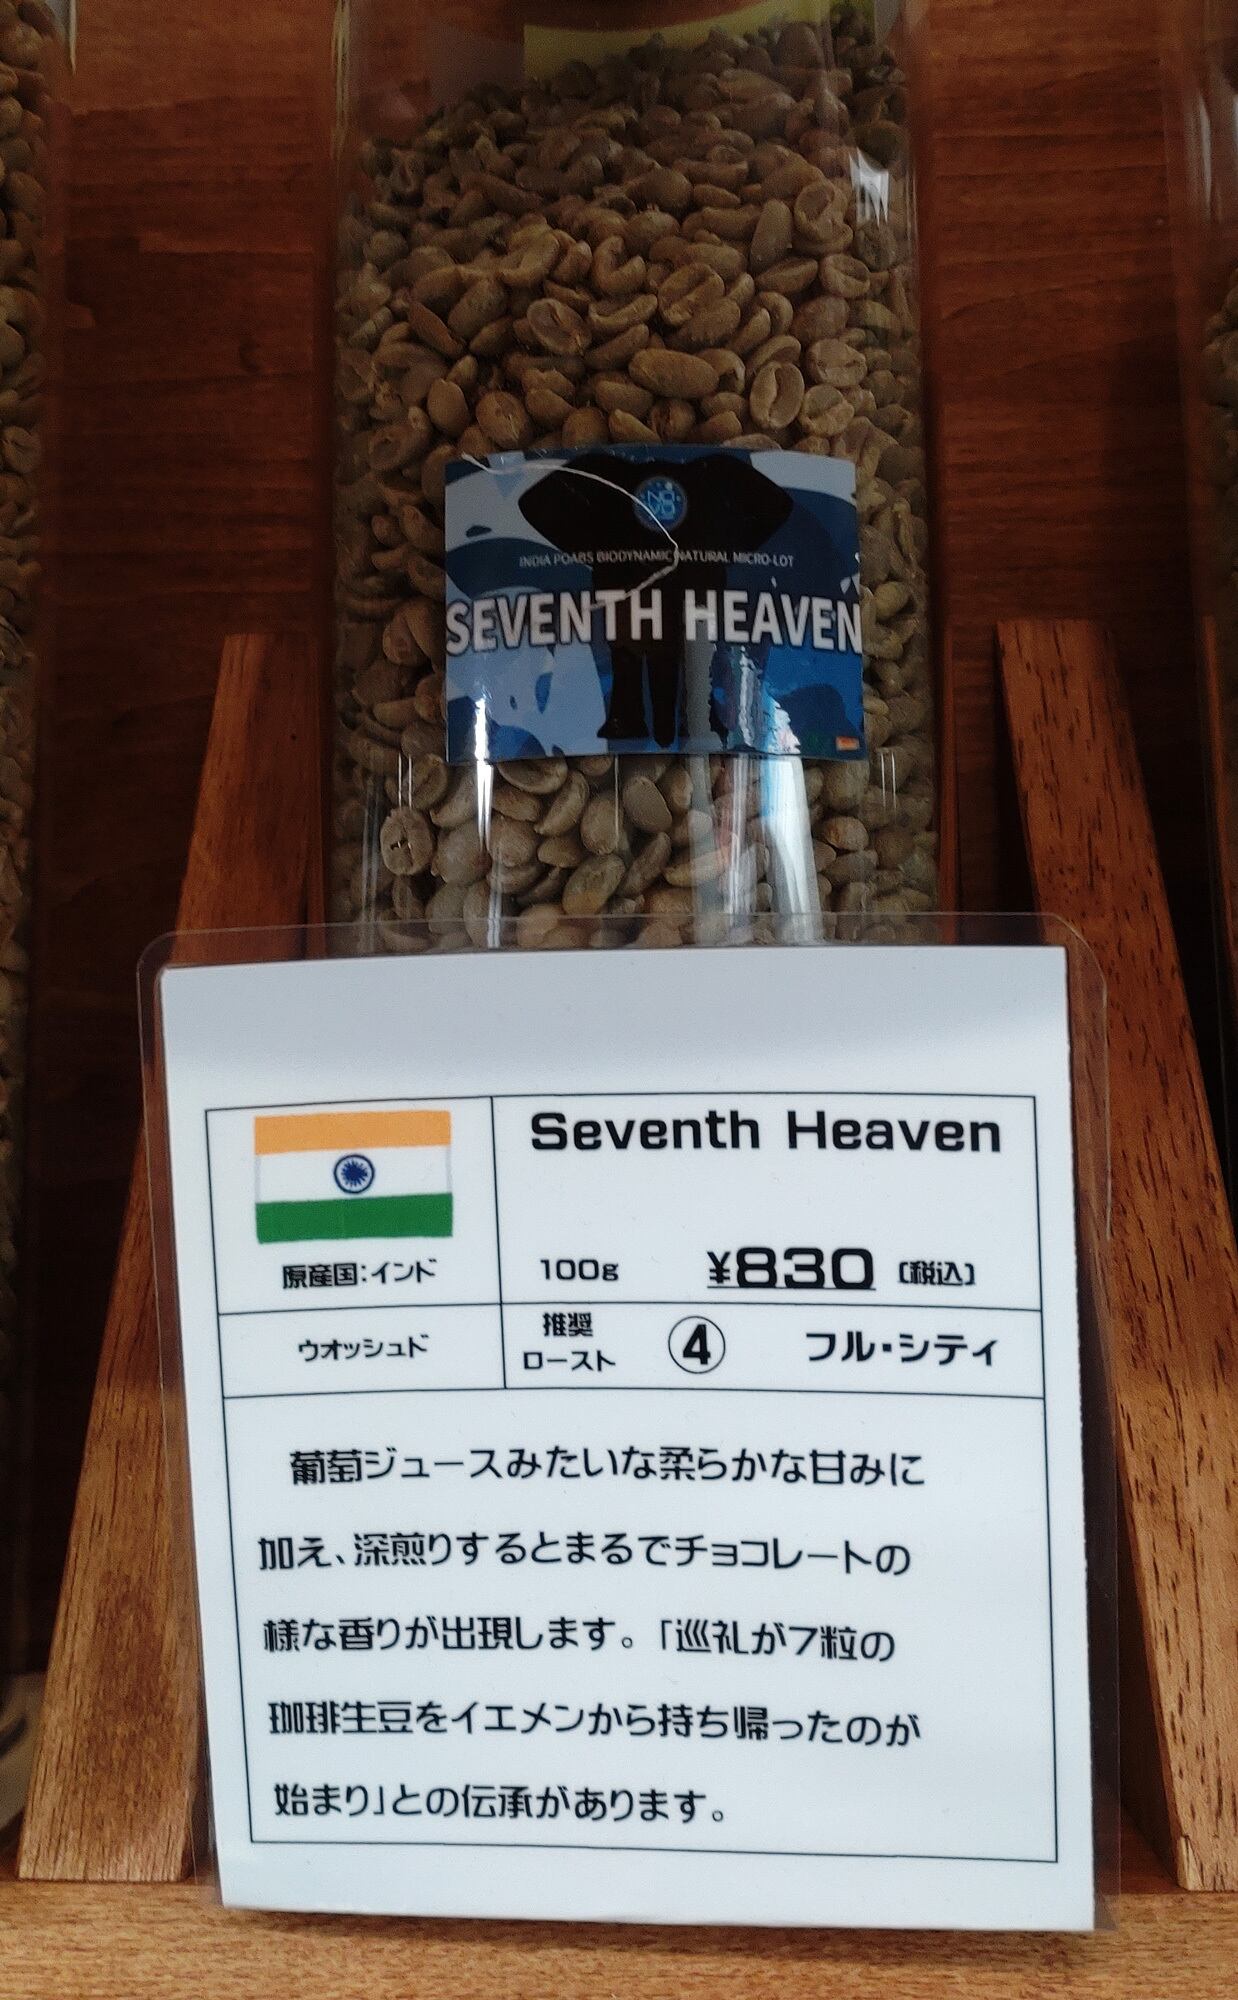 INDIA POABS BIODYNAMIC NATURAL MICRO-LOT
SEVENTH HEAVEN
Seventh Heaven
原産国:インド
100g ¥830 (税込)
ウオッシュド
推奨
ロースト
④ フル・シティ
葡萄ジュースみたいな柔らかな甘みに
加え、深煎りするとまるでチョコレートの
様な香りが出現します。「巡礼が7粒の
珈琲生豆をイエメンから持ち帰ったのが
始まり」との伝承があります。